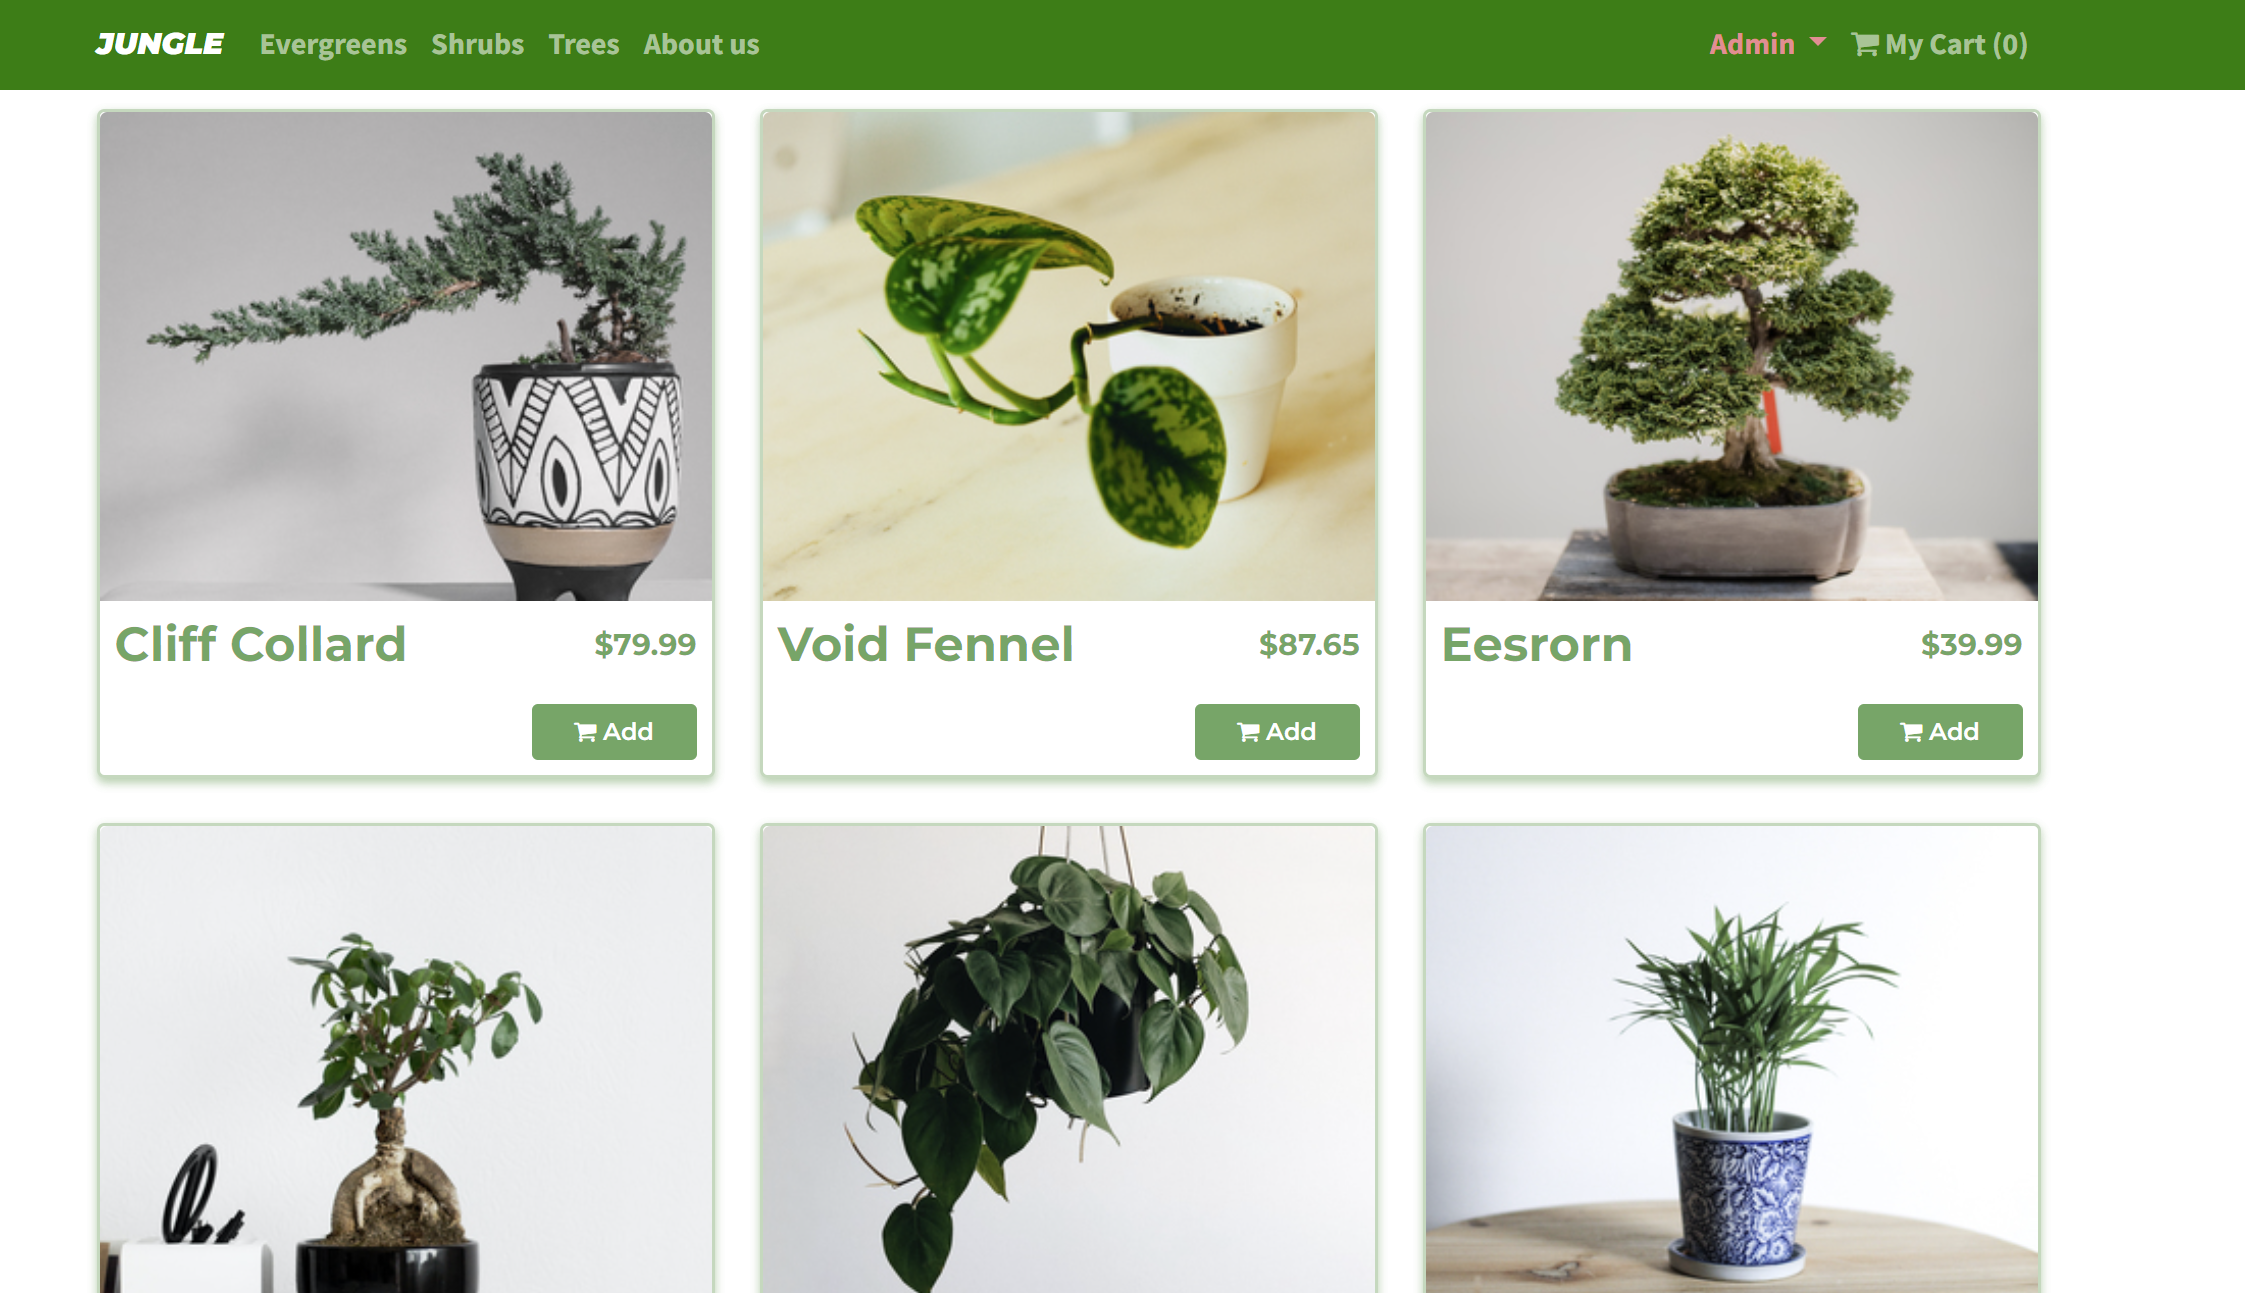 JUNGLE Evergreens Shrubs Trees About us Admin My Cart (0)
Cliff Collard $79.99
Add
Void Fennel $87.65
Add
Eesrorn $39.99
Add